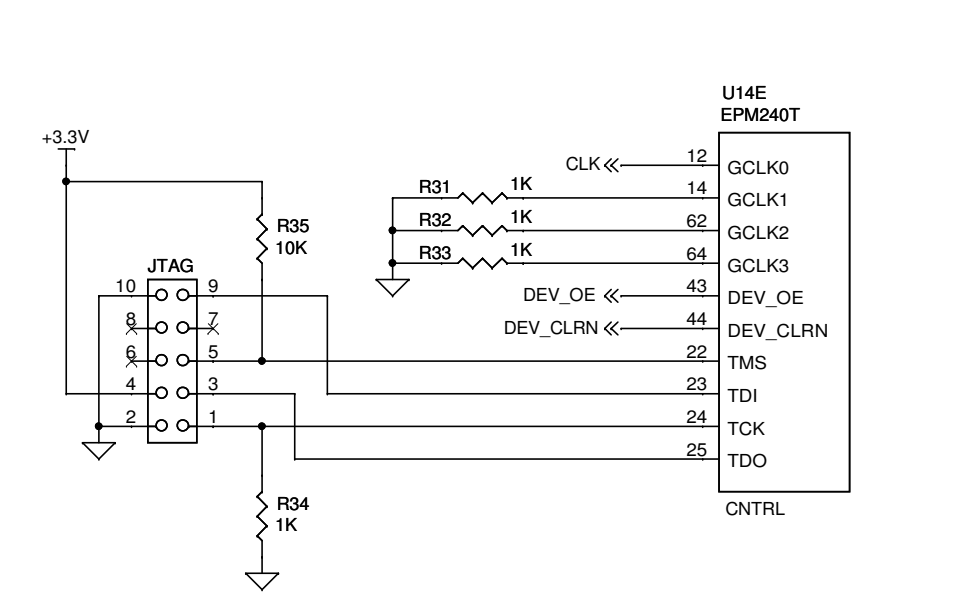 U14E
EPM240T
+3.3V
CLK
12
GCLK0
R31
1K
14
GCLK1
R32
1K
62
GCLK2
R33
1K
64
GCLK3
R35
10K
JTAG
DEV_OE
43
DEV_OE
DEV_CLRN
44
DEV_CLRN
10
9
8
7
6
5
22
TMS
4
3
23
TDI
2
1
24
TCK
25
TDO
R34
1K
CNTRL